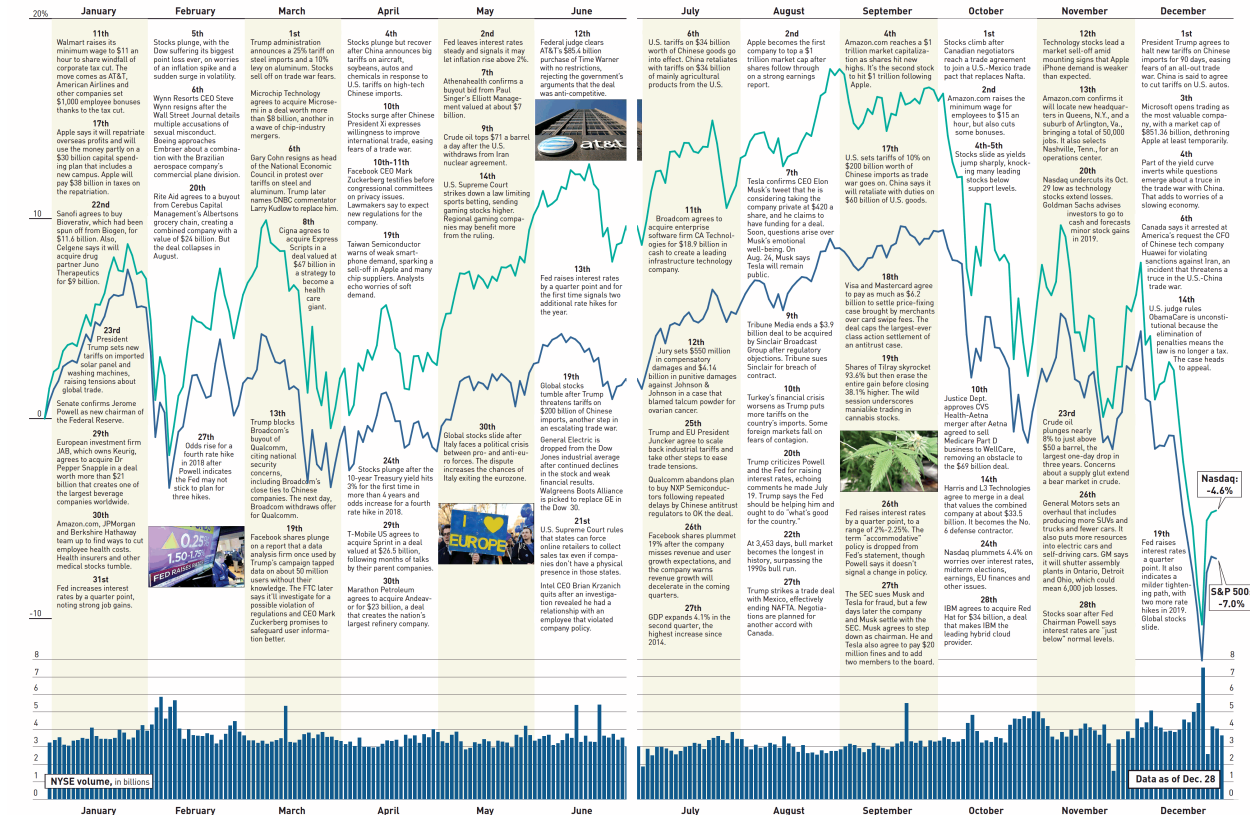 January
February
March
April
May
June
July
August
September
October
November
December
20%
10
0
-10
8
7
6
5
4
3
2
1
0
11th
Walmart raises its
minimum wage to $11 an
hour to share windfall of
corporate tax cut. The
move comes as AT&T,
American Airlines and
other companies set
$1,000 employee bonuses
thanks to the tax cut.
17th
Apple says it will repatriate
overseas profits and will
use the money partly on a
$30 billion capital spend-
ing plan that includes a
new campus. Apple will
pay $38 billion in taxes on
the repatriation.
22nd
Sanofi agrees to buy
Bioverativ, which had been
spun off from Biogen, for
$11.6 billion. Also,
Celgene says it will
acquire drug
partner Juno
Therapeutics
for $9 billion.
23rd
President
Trump sets new
tariffs on imported
solar panel and
washing machines,
raising tensions about
global trade.
Senate confirms Jerome
Powell as new chairman of
the Federal Reserve.
29th
European investment firm
JAB, which owns Keurig,
agrees to acquire Dr
Pepper Snapple in a deal
worth more than $21
billion that creates one of
the largest beverage
companies worldwide.
30th
Amazon.com, JPMorgan
and Berkshire Hathaway
team up to find ways to cut
employee health costs.
Health insurers and other
medical stocks tumble.
31st
Fed increases interest
rates by a quarter point,
noting strong job gains.
5th
Stocks plunge, with the
Dow suffering its biggest
point loss ever, on worries
of an inflation spike and a
sudden surge in volatility.
6th
Wynn Resorts CEO Steve
Wynn resigns after the
Wall Street Journal details
multiple accusations of
sexual misconduct.
Boeing approaches
Embraer about a combina-
tion with the Brazilian
aerospace company's
commercial plane division.
20th
Rite Aid agrees to a buyout
from Cerebus Capital
Management's Albertsons
grocery chain, creating a
combined company with a
value of $24 billion. But
the deal collapses in
August.
27th
Odds rise for a
fourth rate hike
in 2018 after
Powell indicates
the Fed may not
stick to plan for
three hikes.
0.25
1.50-1.75%
FED RAISES
1st
Trump administration
announces a 25% tariff on
steel imports and a 10%
levy on aluminum. Stocks
sell off on trade war fears.
Microchip Technology
agrees to acquire Microse-
mi in a deal worth more
than $8 billion, another in
a wave of chip-industry
mergers.
6th
Gary Cohn resigns as head
of the National Economic
Council in protest over
tariffs on steel and
aluminum. Trump later
names CNBC commentator
Larry Kudlow to replace him.
8th
Cigna agrees to
acquire Express
Scripts in a
deal valued at
$67 billion in
a strategy to
become a
health
care
giant.
13th
Trump blocks
Broadcom's
buyout of
Qualcomm,
citing national
security
concerns,
including Broadcom's
close ties to Chinese
companies. The next day,
Broadcom withdraws offer
for Qualcomm.
19th
Facebook shares plunge
on a report that a data
analysis firm once used by
Trump's campaign tapped
data on about 50 million
users without their
knowledge. The FTC later
says it'll investigate for a
possible violation of
regulations and CEO Mark
Zuckerberg promises to
safeguard user informa-
tion better.
4th
Stocks plunge but recover
after China announces big
tariffs on aircraft,
soybeans, autos and
chemicals in response to
U.S. tariffs on high-tech
Chinese imports.
10th
Stocks surge after Chinese
President Xi expresses
willingness to improve
international trade, easing
fears of a trade war.
10th-11th
Facebook CEO Mark
Zuckerberg testifies before
congressional committees
on privacy issues.
Lawmakers say to expect
new regulations for the
company.
19th
Taiwan Semiconductor
warns of weak smart-
phone demand, sparking a
sell-off in Apple and many
chip suppliers. Analysts
echo worries of soft
demand.
24th
Stocks plunge after the
10-year Treasury yield hits
3% for the first time in
more than 4 years and
odds increase for a fourth
rate hike in 2018.
29th
T-Mobile US agrees to
acquire Sprint in a deal
valued at $26.5 billion,
following months of talks
by their parent companies.
30th
Marathon Petroleum
agrees to acquire Andeav-
or for $23 billion, a deal
that creates the nation's
largest refinery company.
2nd
Fed leaves interest rates
steady and signals it may
let inflation rise above 2%.
7th
Athenahealth confirms a
buyout bid from Paul
Singer's Elliott Manage-
ment valued at about $7
billion.
9th
Crude oil tops $71 a barrel
a day after the U.S.
withdraws from Iran
nuclear agreement.
14th
U.S. Supreme Court
strikes down a law limiting
sports betting, sending
gaming stocks higher.
Regional gaming compa-
nies may benefit more
from the ruling.
30th
Global stocks slide after
Italy faces a political crisis
between pro- and anti-eu-
ro forces. The dispute
increases the chances of
Italy exiting the eurozone.
I
EUROPE
12th
Federal judge clears
AT&T's $85.4 billion
purchase of Time Warner
with no restrictions,
rejecting the government's
arguments that the deal
was anti-competitive.
at&t
13th
Fed raises interest rates
by a quarter point and for
the first time signals two
additional rate hikes for
the year.
19th
Global stocks
tumble after Trump
threatens tariffs on
$200 billion of Chinese
imports, another step in
an escalating trade war.
General Electric is
dropped from the Dow
Jones industrial average
after continued declines
in the stock and weak
financial results.
Walgreens Boots Alliance
is picked to replace GE in
the Dow 30.
21st
U.S. Supreme Court rules
that states can force
online retailers to collect
sales tax even if compa-
nies don't have a physical
presence in those states.
Intel CEO Brian Krzanich
quits after an investiga-
tion revealed he had a
relationship with an
employee that violated
company policy.
6th
U.S. tariffs on $34 billion
worth of Chinese goods go
into effect. China retaliates
with tariffs on $34 billion
of mainly agricultural
products from the U.S.
11th
Broadcom agrees to
acquire enterprise
software firm CA Technol-
ogies for $18.9 billion in
cash to create a leading
infrastructure technology
company.
12th
Jury sets $550 million
in compensatory
damages and $4.14
billion in punitive damages
against Johnson &
Johnson in a case that
blamed talcum powder for
ovarian cancer.
25th
Trump and EU President
Juncker agree to scale
back industrial tariffs and
take other steps to ease
trade tensions.
Qualcomm abandons plan
to buy NXP Semiconduc-
tors following repeated
delays by Chinese antitrust
regulators to OK the deal.
26th
Facebook shares plummet
19% after the company
misses revenue and user
growth expectations, and
the company warns
revenue growth will
decelerate in the coming
quarters.
27th
GDP expands 4.1% in the
second quarter, the
highest increase since
2014.
2nd
Apple becomes the first
company to top a $1
trillion market cap after
shares follow through
on a strong earnings
report.
7th
Tesla confirms CEO Elon
Musk's tweet that he is
considering taking the
company private at $420 a
share, and he claims to
have funding for a deal.
Soon, questions arise over
Musk's emotional
well-being. On
Aug. 24, Musk says
Tesla will remain
public.
9th
Tribune Media ends a $3.9
billion deal to be acquired
by Sinclair Broadcast
Group after regulatory
objections. Tribune sues
Sinclair for breach of
contract.
10th
Turkey's financial crisis
worsens as Trump puts
more tariffs on the
country's imports. Some
foreign markets fall on
fears of contagion.
20th
Trump criticizes Powell
and the Fed for raising
interest rates, echoing
comments he made July
19. Trump says the Fed
should be helping him and
ought to do "what's good
for the country."
22th
At 3,453 days, bull market
becomes the longest in
history, surpassing the
1990s bull run.
27th
Trump strikes a trade deal
with Mexico, effectively
ending NAFTA. Negotia-
tions are planned for
another accord with
Canada.
4th
Amazon.com reaches a $1
trillion market capitaliza-
tion as shares hit new
highs. It's the second stock
to hit $1 trillion following
Apple.
17th
U.S. sets tariffs of 10% on
$200 billion worth of
Chinese imports as trade
war goes on. China says it
will retaliate with duties on
$60 billion of U.S. goods.
18th
Visa and Mastercard agree
to pay as much as $6.2
billion to settle price-fixing
case brought by merchants
over card swipe fees. The
deal caps the largest-ever
class action settlement of
an antitrust case.
19th
Shares of Tilray skyrocket
93.6% but then erase the
entire gain before closing
38.1% higher. The wild
session underscores
manialike trading in
cannabis stocks.
26th
Fed raises interest rates
by a quarter point, to a
range of 2%-2.25%. The
term "accommodative"
policy is dropped from
Fed's statement, though
Powell says it doesn't
signal a change in policy.
27th
The SEC sues Musk and
Tesla for fraud, but a few
days later the company
and Musk settle with the
SEC. Musk agrees to step
down as chairman. He and
Tesla also agree to pay $20
million fines and to add
two members to the board.
1st
Stocks climb after
Canadian negotiators
reach a trade agreement
to join a U.S.-Mexico trade
pact that replaces Nafta.
2nd
Amazon.com raises the
minimum wage for
employees to $15 an
hour, but also cuts
some bonuses.
4th-5th
Stocks slide as yields
jump sharply, knock-
ing many leading
stocks below
support levels.
10th
Justice Dept.
approves CVS
Health-Aetna
merger after Aetna
agreed to sell
Medicare Part D
business to WellCare,
removing an obstacle to
the $69 billion deal.
14th
Harris and L3 Technologies
agree to merge in a deal
that values the combined
company at about $33.5
billion. It becomes the No.
6 defense contractor.
24th
Nasdaq plummets 4.4% on
worries over interest rates,
midterm elections,
earnings, EU finances and
other issues.
28th
IBM agrees to acquire Red
Hat for $34 billion, a deal
that makes IBM the
leading hybrid cloud
provider.
12th
Technology stocks lead a
market sell-off amid
mounting signs that Apple
iPhone demand is weaker
than expected.
13th
Amazon.com confirms it
will locate new headquar-
ters in Queens, N.Y., and a
suburb of Arlington, Va.,
bringing a total of 50,000
jobs. It also selects
Nashville, Tenn., for an
operations center.
20th
Nasdaq undercuts its Oct.
29 low as technology
stocks extend losses.
Goldman Sachs advises
investors to go to
cash and forecasts
minor stock gains
in 2019.
23rd
Crude oil
plunges nearly
8% to just above
$50 a barrel, the
largest one-day drop in
three years. Concerns
about a supply glut extend
a bear market in crude.
26th
General Motors sets an
overhaul that includes
producing more SUVs and
trucks and fewer cars. It
also puts more resources
into electric cars and
self-driving cars. GM says
it will shutter assembly
plants in Ontario, Detroit
and Ohio, which could
mean 6,000 job losses.
28th
Stocks soar after Fed
Chairman Powell says
interest rates are "just
below" normal levels.
1st
President Trump agrees to
halt new tariffs on Chinese
imports for 90 days, easing
fears of an all-out trade
war. China is said to agree
to cut tariffs on U.S. autos.
3th
Microsoft opens trading as
the most valuable compa-
ny, with a market cap of
$851.36 billion, dethroning
Apple at least temporarily.
4th
Part of the yield curve
inverts while questions
emerge about a truce in
the trade war with China.
That adds to worries of a
slowing economy.
6th
Canada says it arrested at
America's request the CFO
of Chinese tech company
Huawei for violating
sanctions against Iran, an
incident that threatens a
truce in the U.S.-China
trade war.
14th
U.S. judge rules
ObamaCare is unconsti-
tutional because the
elimination of
penalties means the
law is no longer a tax.
The case heads
to appeal.
19th
Fed raises
interest rates
a quarter
point. It also
indicates a
milder tighten-
ing path, with
two more rate
hikes in 2019.
Global stocks
slide.
Nasdaq:
-4.6%
S&P 500
-7.0%
8
7
6
5
4
3
2
1
0
NYSE volume, in billions
Data as of Dec. 28
January
February
March
April
May
June
July
August
September
October
November
December